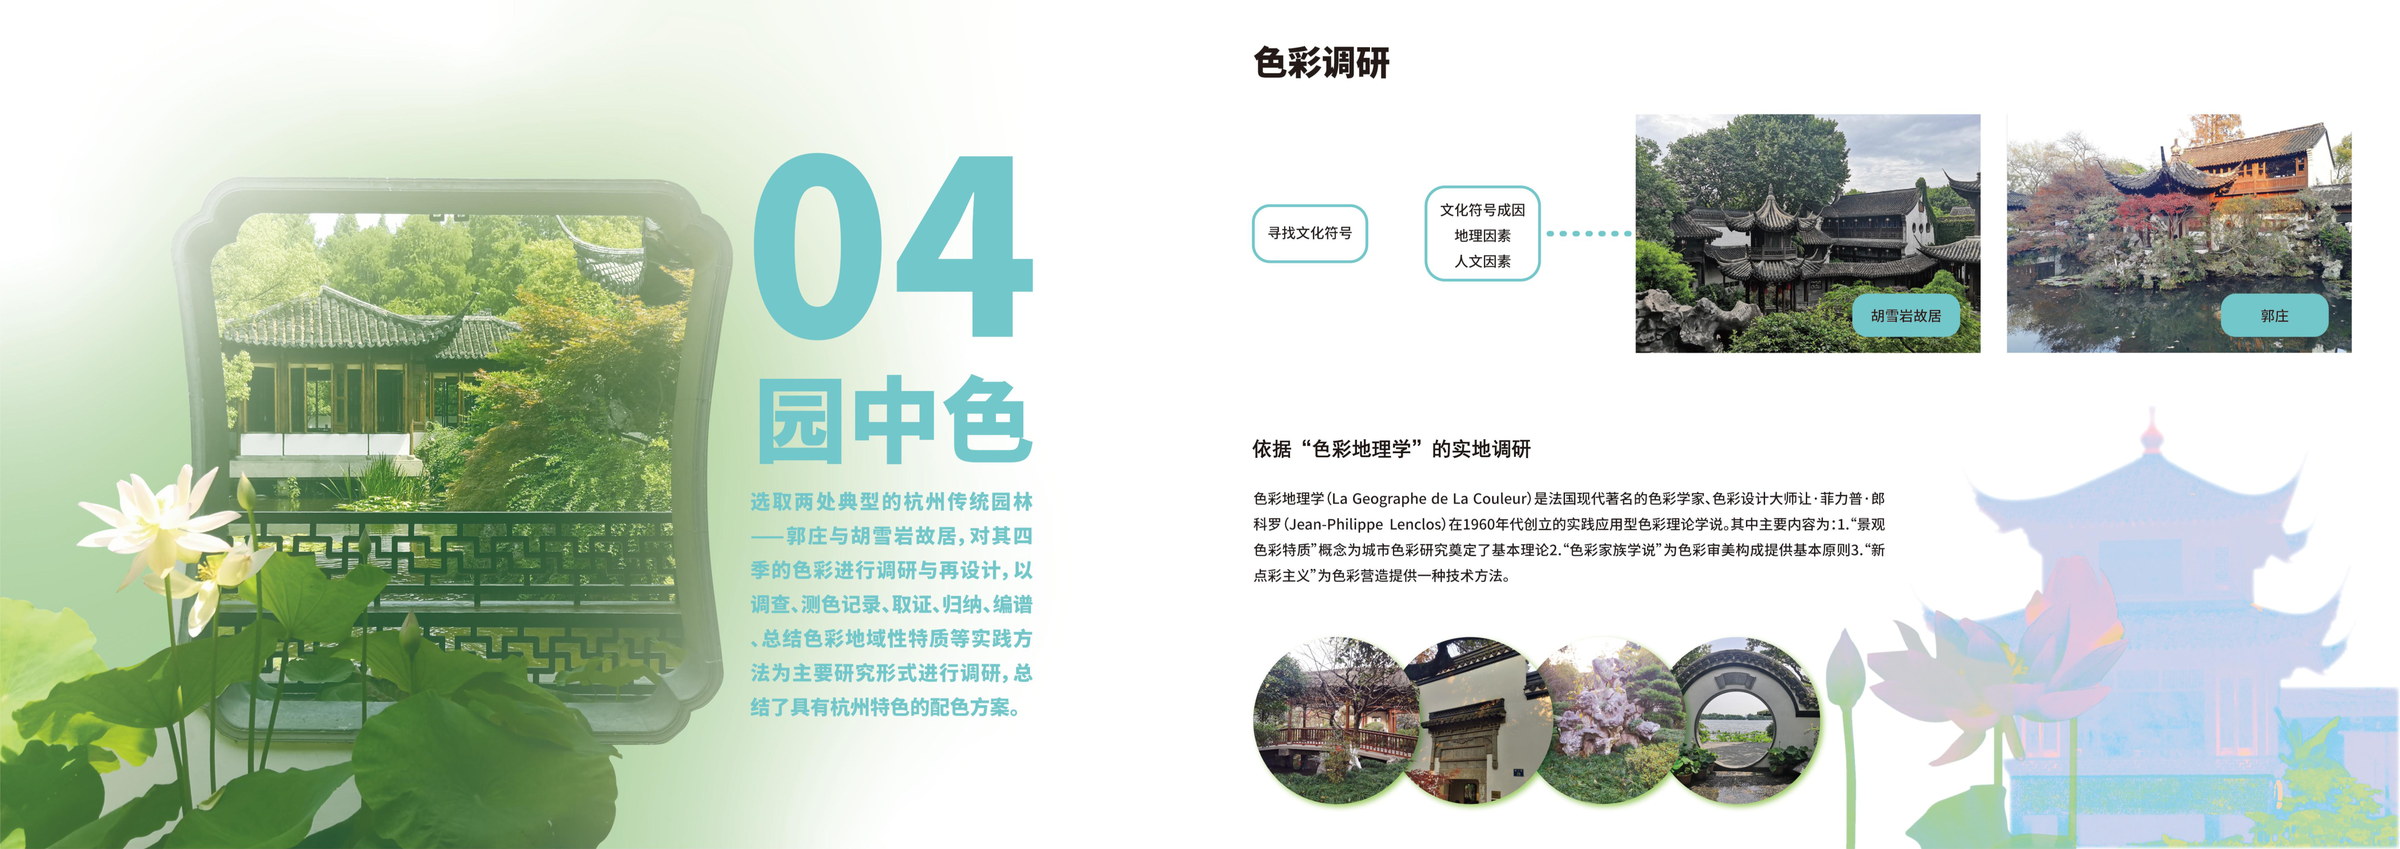 04
园中色
选取两处典型的杭州传统园林
——郭庄与胡雪岩故居，对其四
季的色彩进行调研与再设计，以
调查、测色记录、取证、归纳、编谱
、总结色彩地域性特质等实践方
法为主要研究形式进行调研，总
结了具有杭州特色的配色方案。
色彩调研
寻找文化符号
文化符号成因
地理因素
人文因素
胡雪岩故居
郭庄
依据“色彩地理学”的实地调研
色彩地理学（La Geographe de La Couleur）是法国现代著名的色彩学家、色彩设计大师让·菲力普·郎
科罗（Jean-Philippe Lenclos）在1960年代创立的实践应用型色彩理论学说。其中主要内容为：1.“景观
色彩特质”概念为城市色彩研究奠定了基本理论2.“色彩家族学说”为色彩审美构成提供基本原则3.“新
点彩主义”为色彩营造提供一种技术方法。